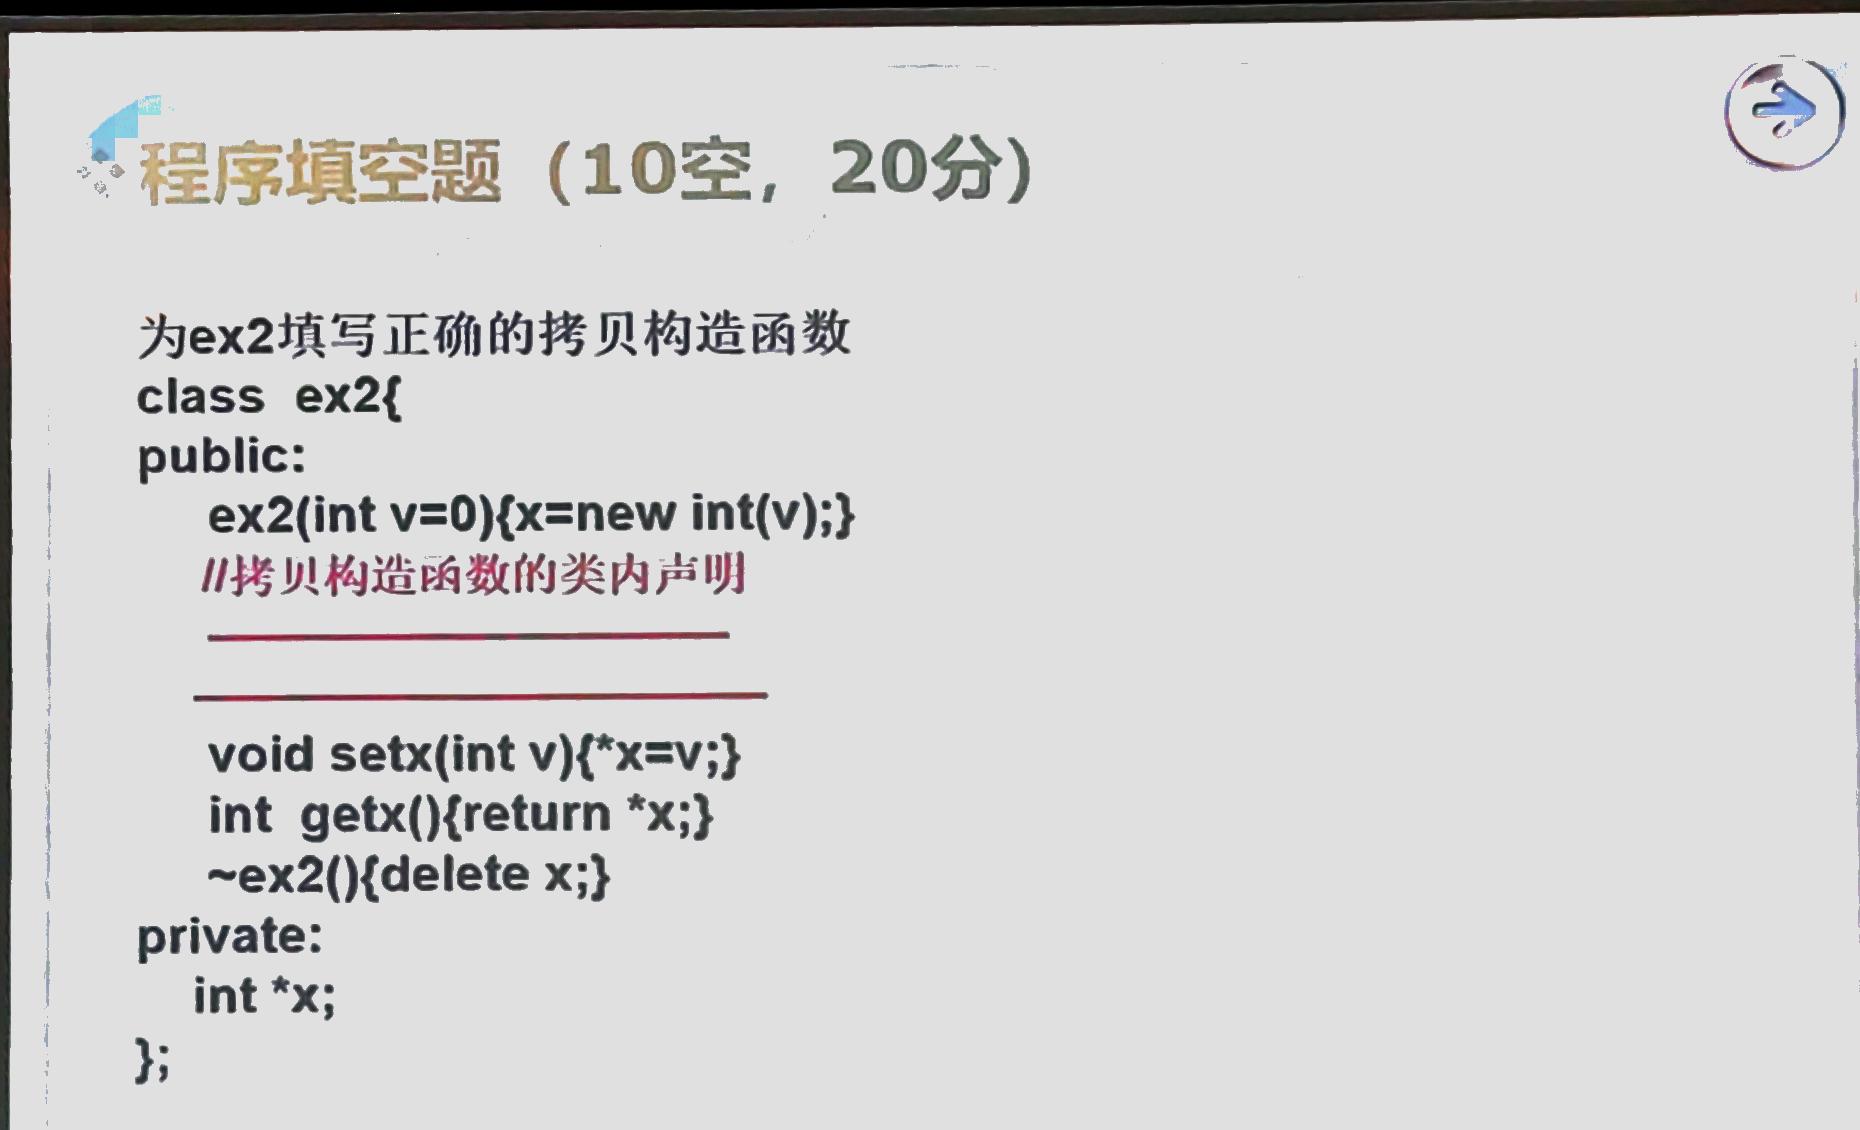 程序填空题（10空，20分）
为ex2填写正确的拷贝构造函数
class  ex2{
public:
ex2(int v=0){x=new int(v);}
//拷贝构造函数的类内声明
void setx(int v){*x=v;}
int  getx(){return *x;}
~ex2(){delete x;}
private:
int *x;
};